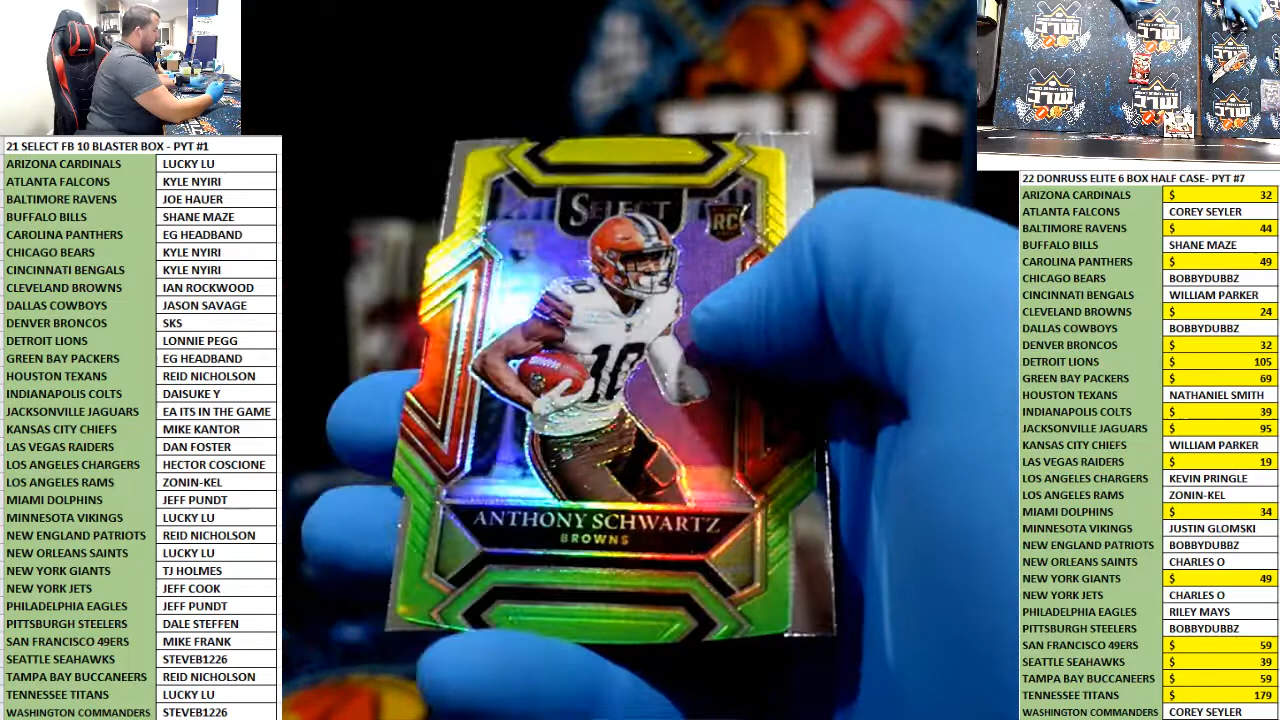 21 SELECT FB 10 BLASTER BOX - PYT #1
ARIZONA CARDINALS LUCKY LU
ATLANTA FALCONS KYLE NYIRI
BALTIMORE RAVENS JOE HAUER
BUFFALO BILLS SHANE MAZE
CAROLINA PANTHERS EG HEADBAND
CHICAGO BEARS KYLE NYIRI
CINCINNATI BENGALS KYLE NYIRI
CLEVELAND BROWNS IAN ROCKWOOD
DALLAS COWBOYS JASON SAVAGE
DENVER BRONCOS SKS
DETROIT LIONS LONNIE PEGG
GREEN BAY PACKERS EG HEADBAND
HOUSTON TEXANS REID NICHOLSON
INDIANAPOLIS COLTS DAISUKE Y
JACKSONVILLE JAGUARS EA ITS IN THE GAME
KANSAS CITY CHIEFS MIKE KANTOR
LAS VEGAS RAIDERS DAN FOSTER
LOS ANGELES CHARGERS HECTOR COSCIONE
LOS ANGELES RAMS ZONIN-KEL
MIAMI DOLPHINS JEFF PUNDT
MINNESOTA VIKINGS LUCKY LU
NEW ENGLAND PATRIOTS REID NICHOLSON
NEW ORLEANS SAINTS LUCKY LU
NEW YORK GIANTS TJ HOLMES
NEW YORK JETS JEFF COOK
PHILADELPHIA EAGLES JEFF PUNDT
PITTSBURGH STEELERS DALE STEFFEN
SAN FRANCISCO 49ERS MIKE FRANK
SEATTLE SEAHAWKS STEVEB1226
TAMPA BAY BUCCANEERS REID NICHOLSON
TENNESSEE TITANS LUCKY LU
WASHINGTON COMMANDERS STEVEB1226
SELECT
RC
10
ANTHONY SCHWARTZ
BROWNS
22 DONRUSS ELITE 6 BOX HALF CASE- PYT #7
ARIZONA CARDINALS $ 32
ATLANTA FALCONS COREY SEYLER
BALTIMORE RAVENS $ 44
BUFFALO BILLS SHANE MAZE
CAROLINA PANTHERS $ 49
CHICAGO BEARS BOBBYDUBBZ
CINCINNATI BENGALS WILLIAM PARKER
CLEVELAND BROWNS $ 24
DALLAS COWBOYS BOBBYDUBBZ
DENVER BRONCOS $ 32
DETROIT LIONS $ 105
GREEN BAY PACKERS $ 69
HOUSTON TEXANS NATHANIEL SMITH
INDIANAPOLIS COLTS $ 39
JACKSONVILLE JAGUARS $ 95
KANSAS CITY CHIEFS WILLIAM PARKER
LAS VEGAS RAIDERS $ 19
LOS ANGELES CHARGERS KEVIN PRINGLE
LOS ANGELES RAMS ZONIN-KEL
MIAMI DOLPHINS $ 34
MINNESOTA VIKINGS JUSTIN GLOMSKI
NEW ENGLAND PATRIOTS BOBBYDUBBZ
NEW ORLEANS SAINTS CHARLES O
NEW YORK GIANTS $ 49
NEW YORK JETS CHARLES O
PHILADELPHIA EAGLES RILEY MAYS
PITTSBURGH STEELERS BOBBYDUBBZ
SAN FRANCISCO 49ERS $ 59
SEATTLE SEAHAWKS $ 39
TAMPA BAY BUCCANEERS $ 59
TENNESSEE TITANS $ 179
WASHINGTON COMMANDERS COREY SEYLER